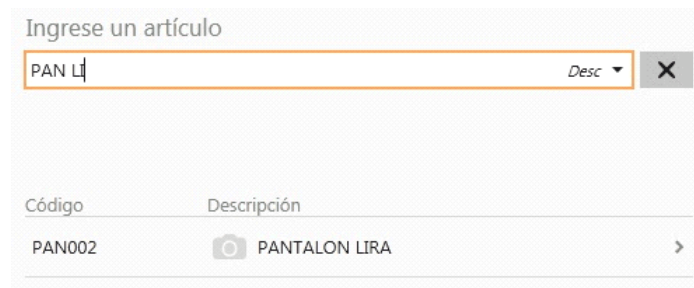 Ingrese un artículo
PAN LI Desc
Código Descripción
PAN002 PANTALON LIRA